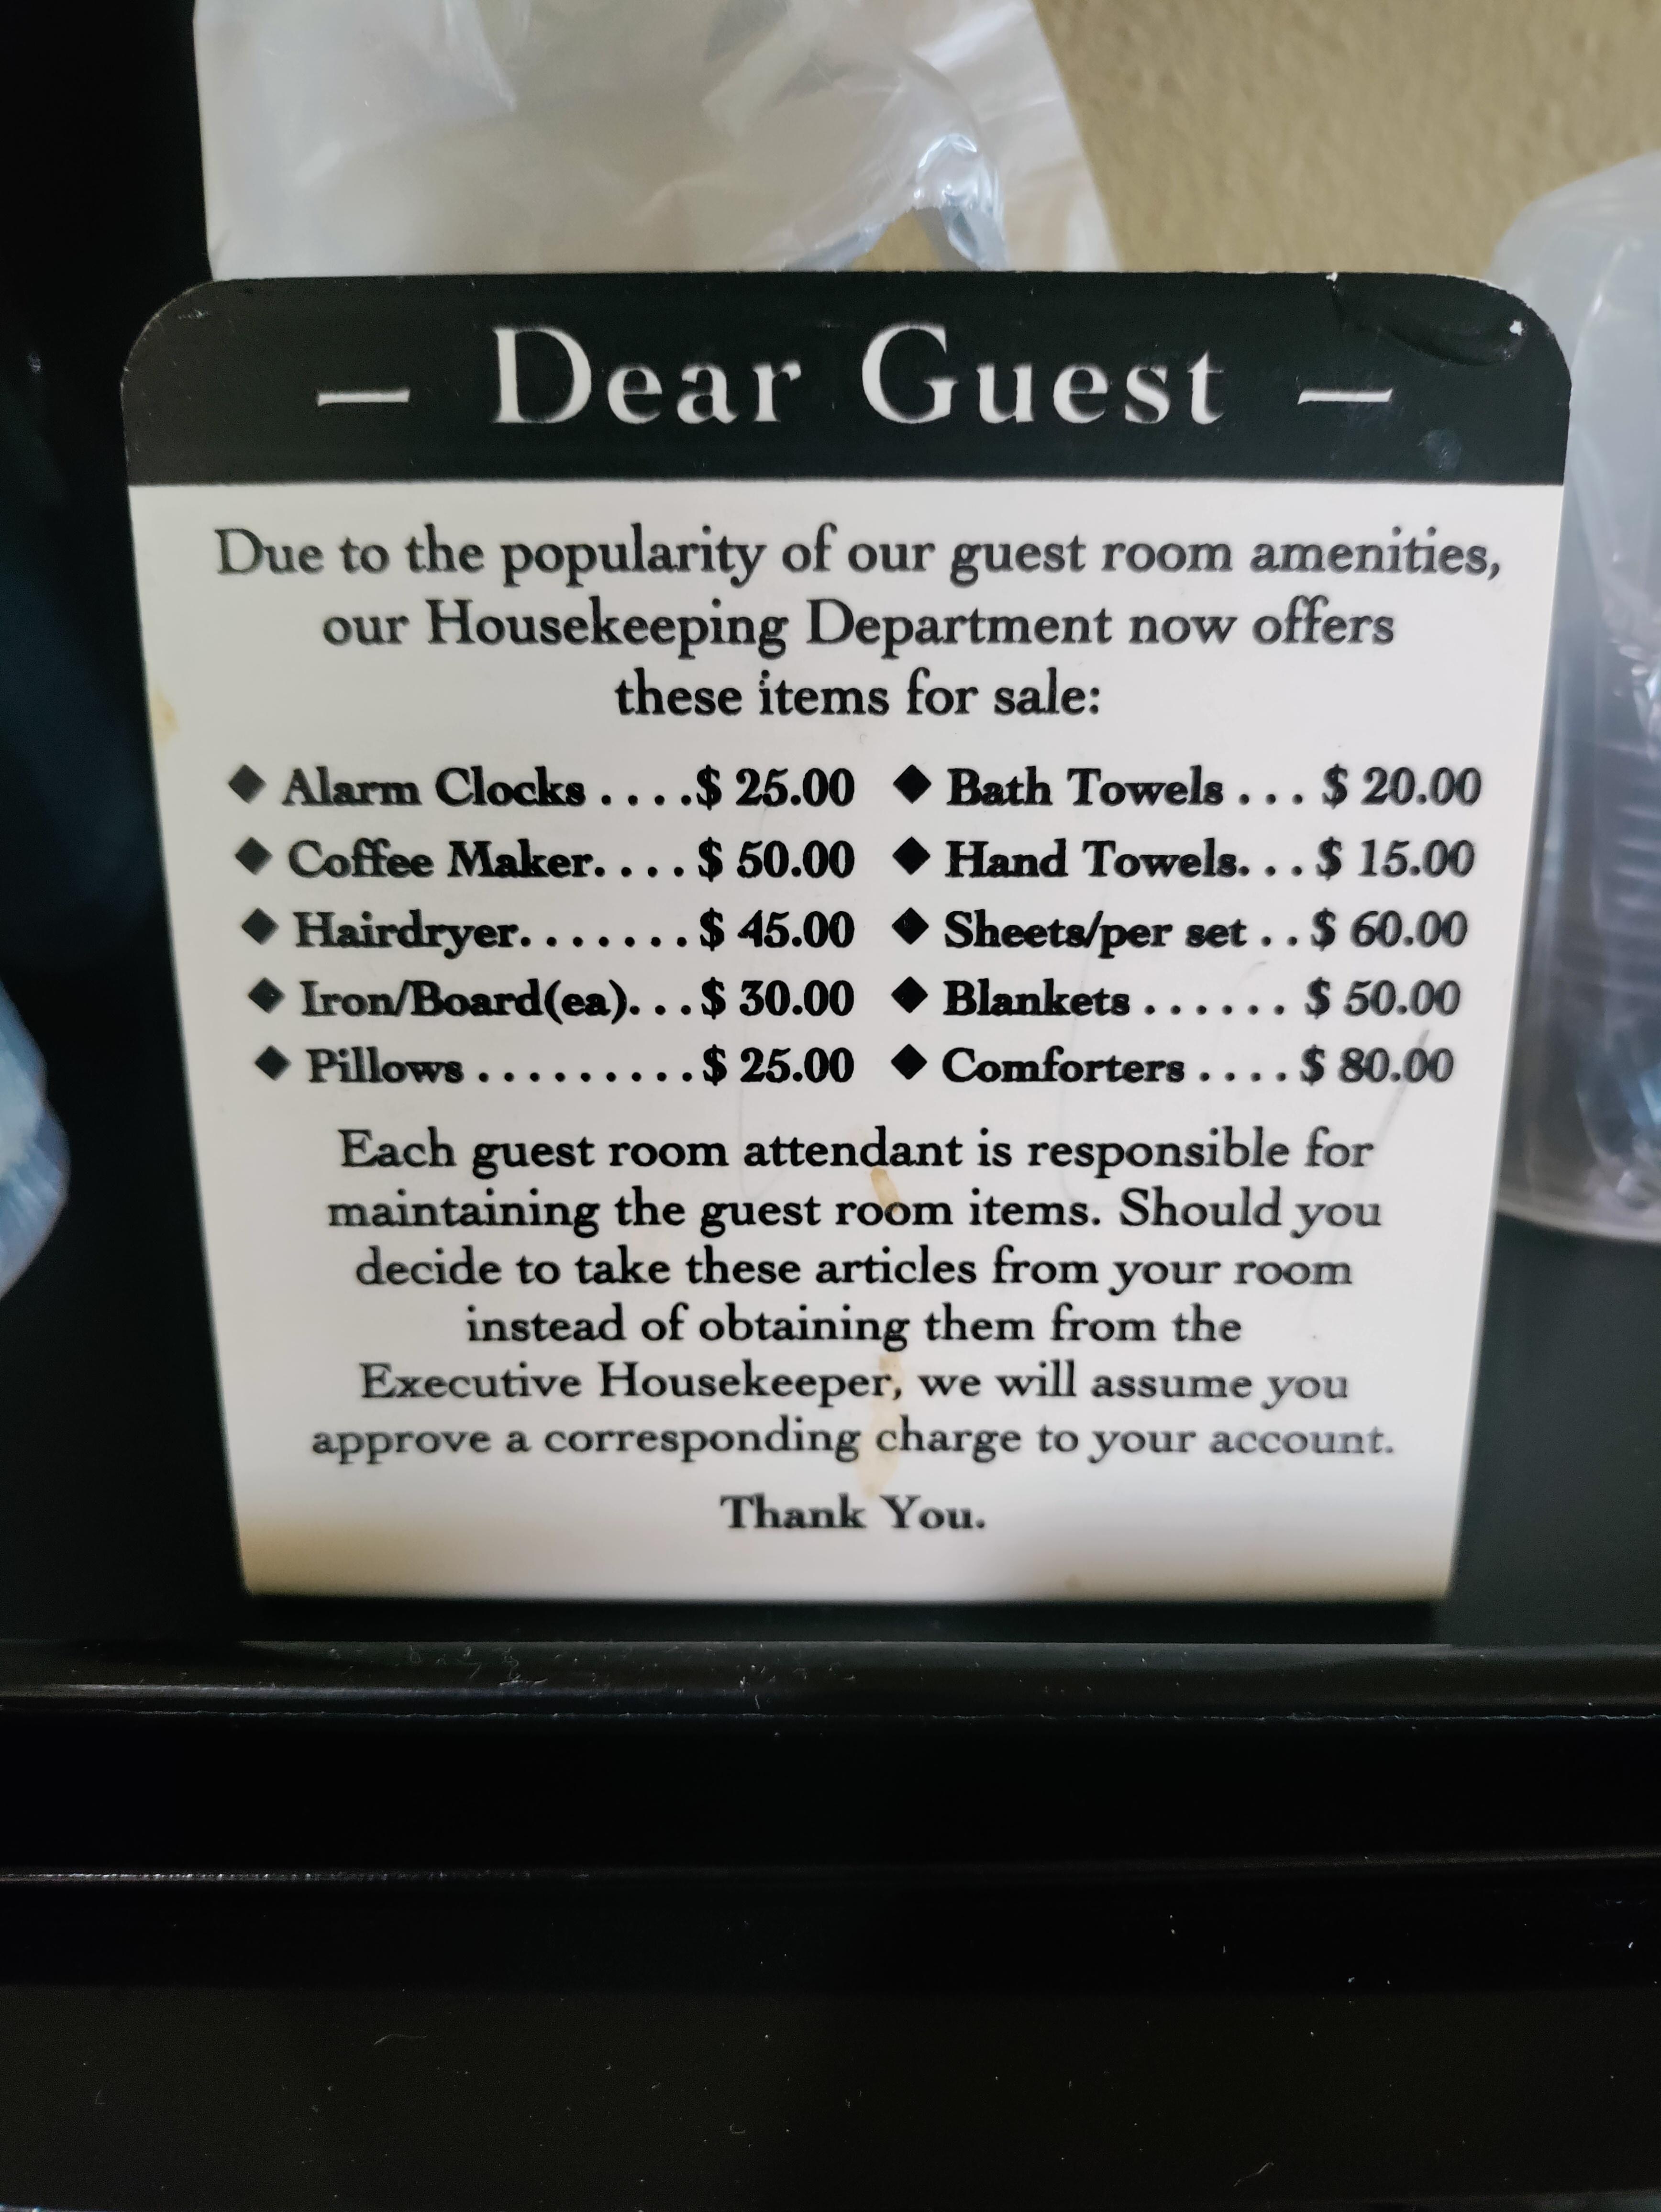 — Dear Guest —
Due to the popularity of our guest room amenities,
our Housekeeping Department now offers
these items for sale:
◆ Alarm Clocks ....$ 25.00 ◆ Bath Towels ... $ 20.00
◆ Coffee Maker.... $ 50.00 ◆ Hand Towels... $ 15.00
◆ Hairdryer....... $ 45.00 ◆ Sheets/per set .. $ 60.00
◆ Iron/Board(ea)... $ 30.00 ◆ Blankets ...... $ 50.00
◆ Pillows .........$ 25.00 ◆ Comforters .... $ 80.00
Each guest room attendant is responsible for
maintaining the guest room items. Should you
decide to take these articles from your room
instead of obtaining them from the
Executive Housekeeper, we will assume you
approve a corresponding charge to your account.
Thank You.